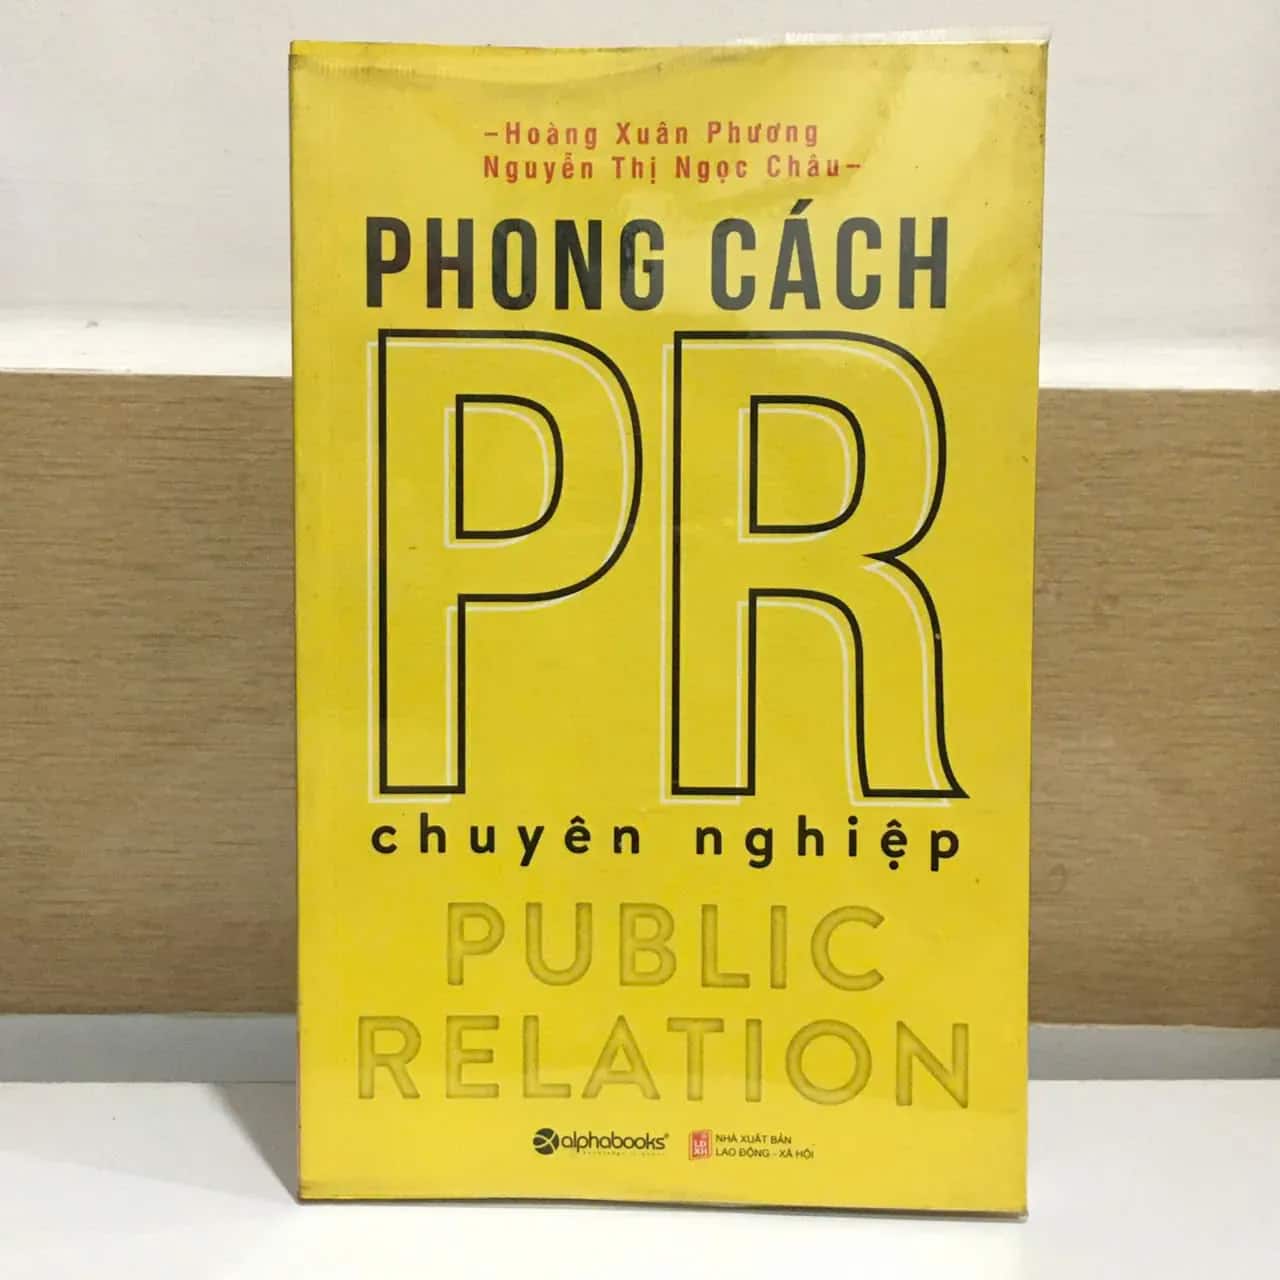 –Hoàng Xuân Phương
Nguyễn Thị Ngọc Châu–
PHONG CÁCH
PR
chuyên nghiệp
PUBLIC
RELATION
alphabooks®
NHÀ XUẤT BẢN
LAO ĐỘNG - XÃ HỘI